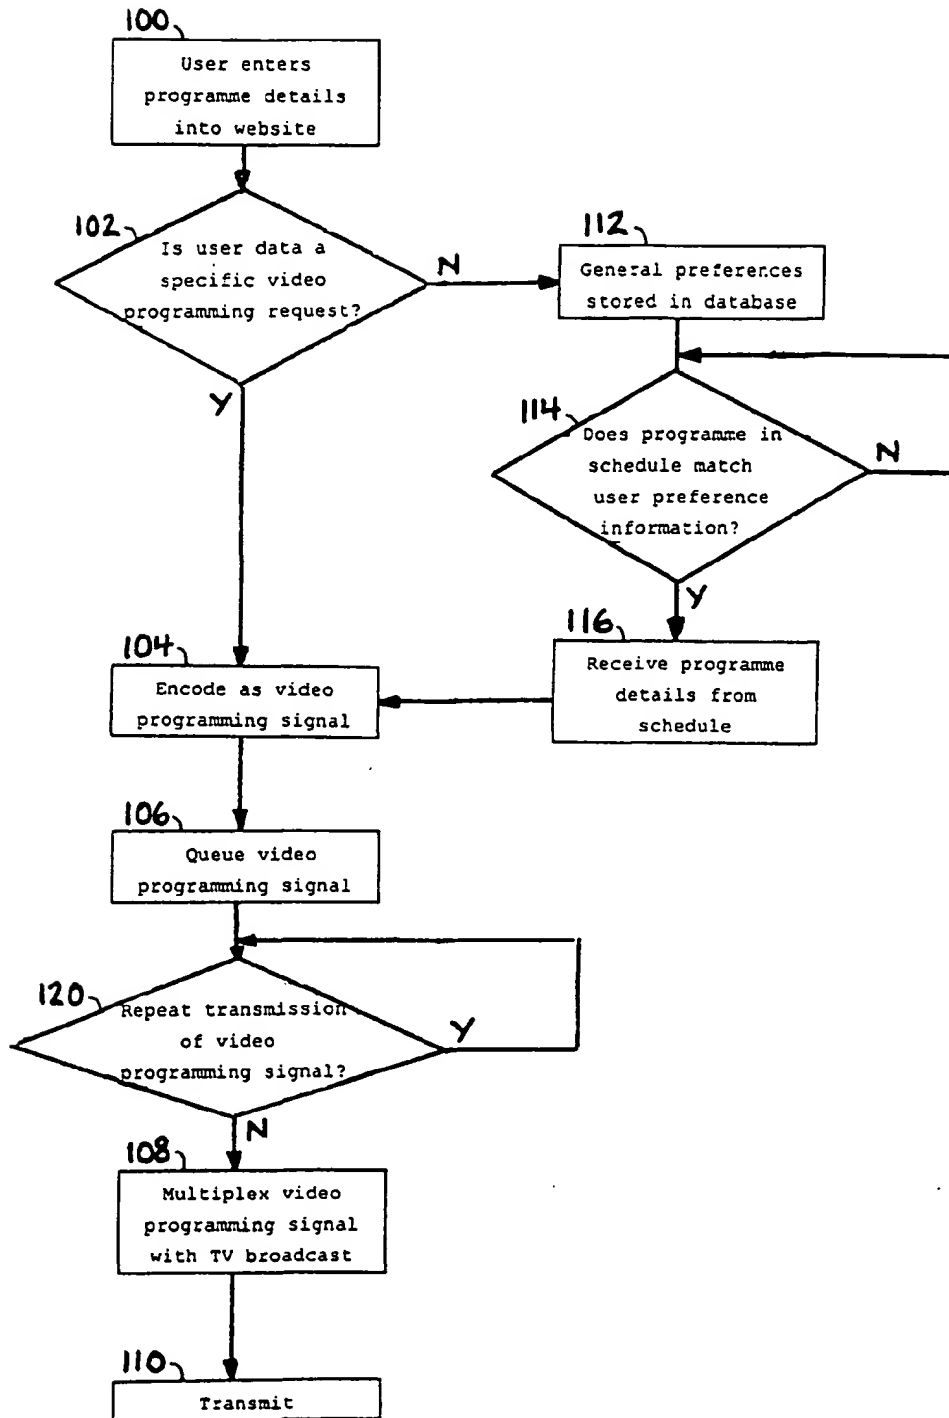 100
User enters
programme details
into website
102
Is user data a
specific video
programming request?
N
Y
112
General preferences
stored in database
114
Does programme in
schedule match
user preference
information?
N
Y
116
Receive programme
details from
schedule
104
Encode as video
programming signal
106
Queue video
programming signal
120
Repeat transmission
of video
programming signal?
Y
N
108
Multiplex video
programming signal
with TV broadcast
110
Transmit